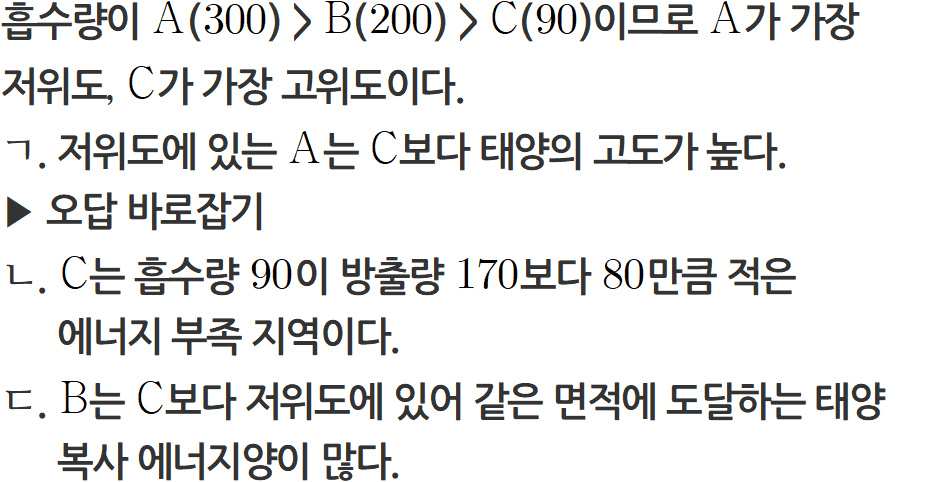 흡수량이 A(300) > B(200) > C(90)이므로 A가 가장
저위도, C가 가장 고위도이다.
ㄱ. 저위도에 있는 A는 C보다 태양의 고도가 높다.
▶ 오답 바로잡기
ㄴ. C는 흡수량 90이 방출량 170보다 80만큼 적은
에너지 부족 지역이다.
ㄷ. B는 C보다 저위도에 있어 같은 면적에 도달하는 태양
복사 에너지양이 많다.